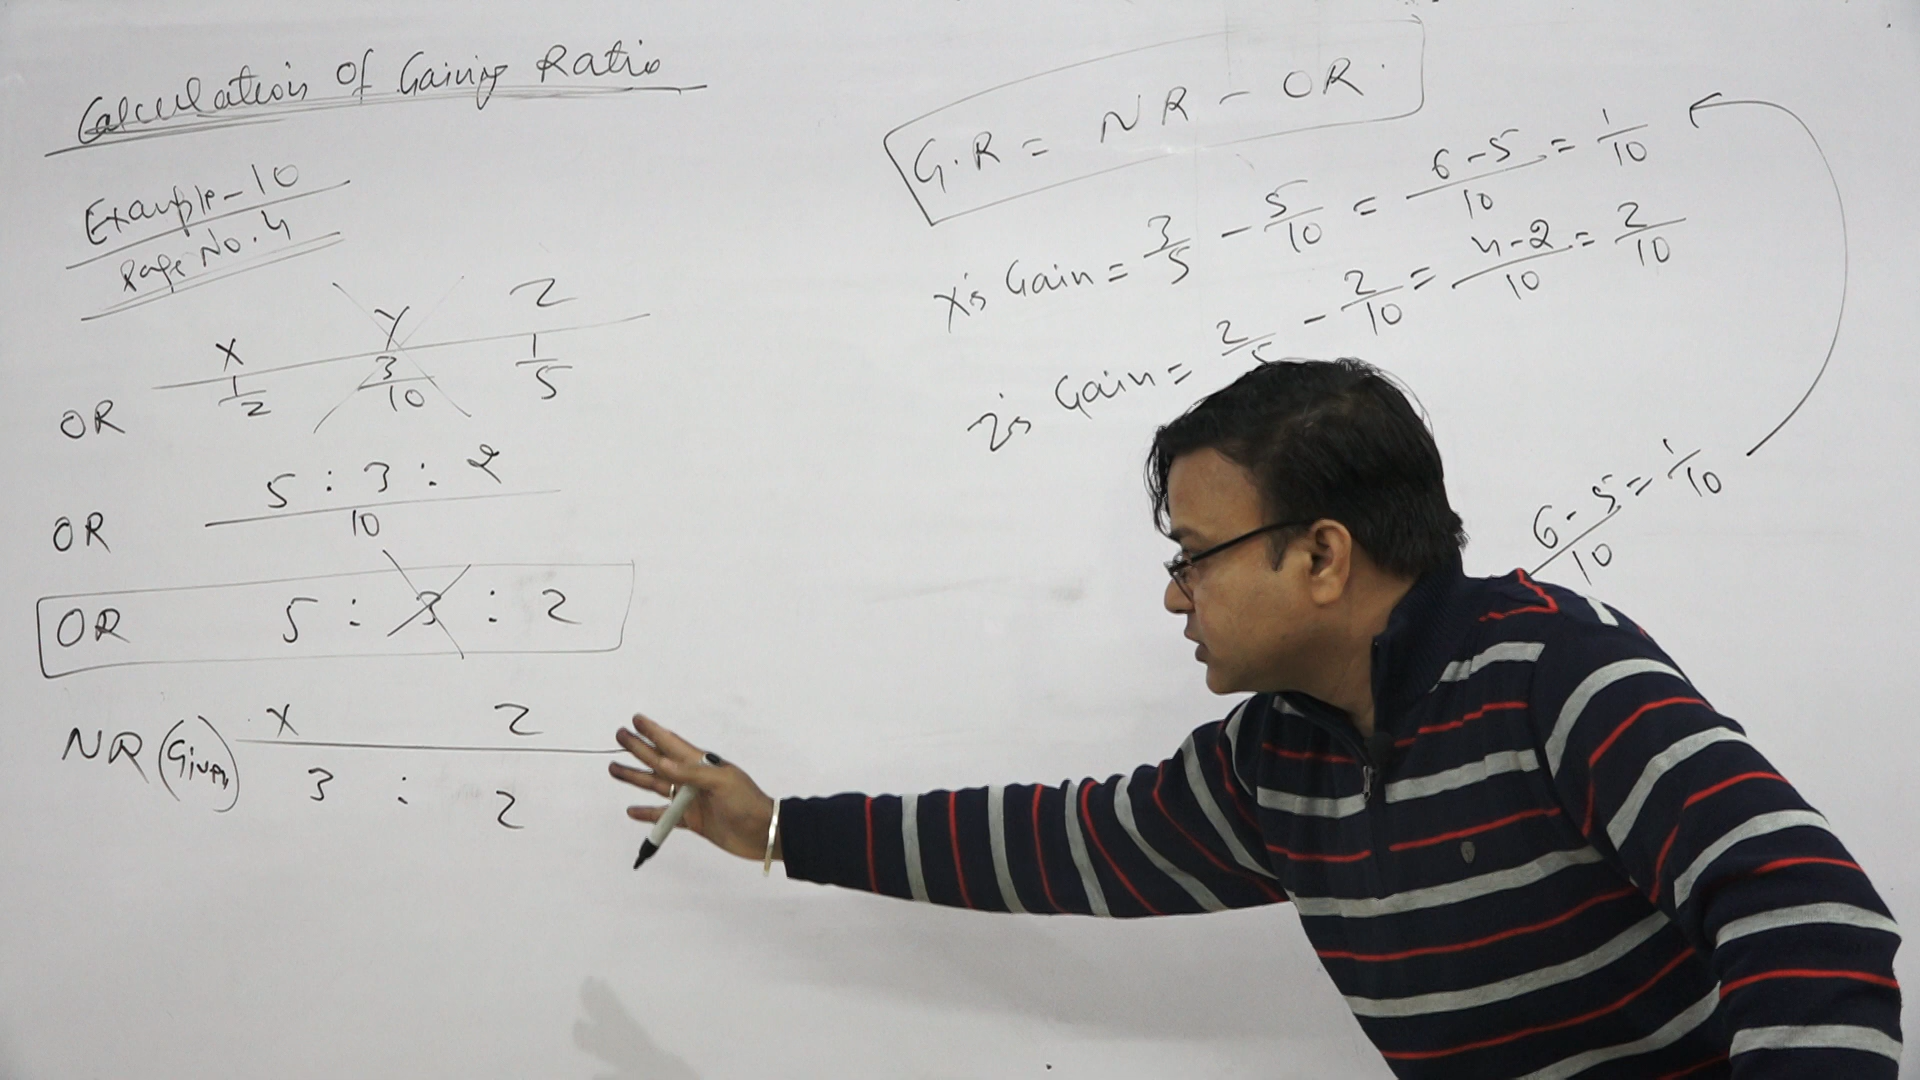 Calculation Of Gaining Ratio
Example-10
Page No. 4
X Y Z
OR 1/2 3/10 1/5
OR 5 : 3 : 2
10
OR 5 : 3 : 2
NR (Given) X Z
3 : 2
G.R = NR - OR
X's Gain = 3/5 - 5/10 = 6-5/10 = 1/10
Z's Gain = 2/5 - 2/10 = 4-2/10 = 2/10
6-5/10 = 1/10